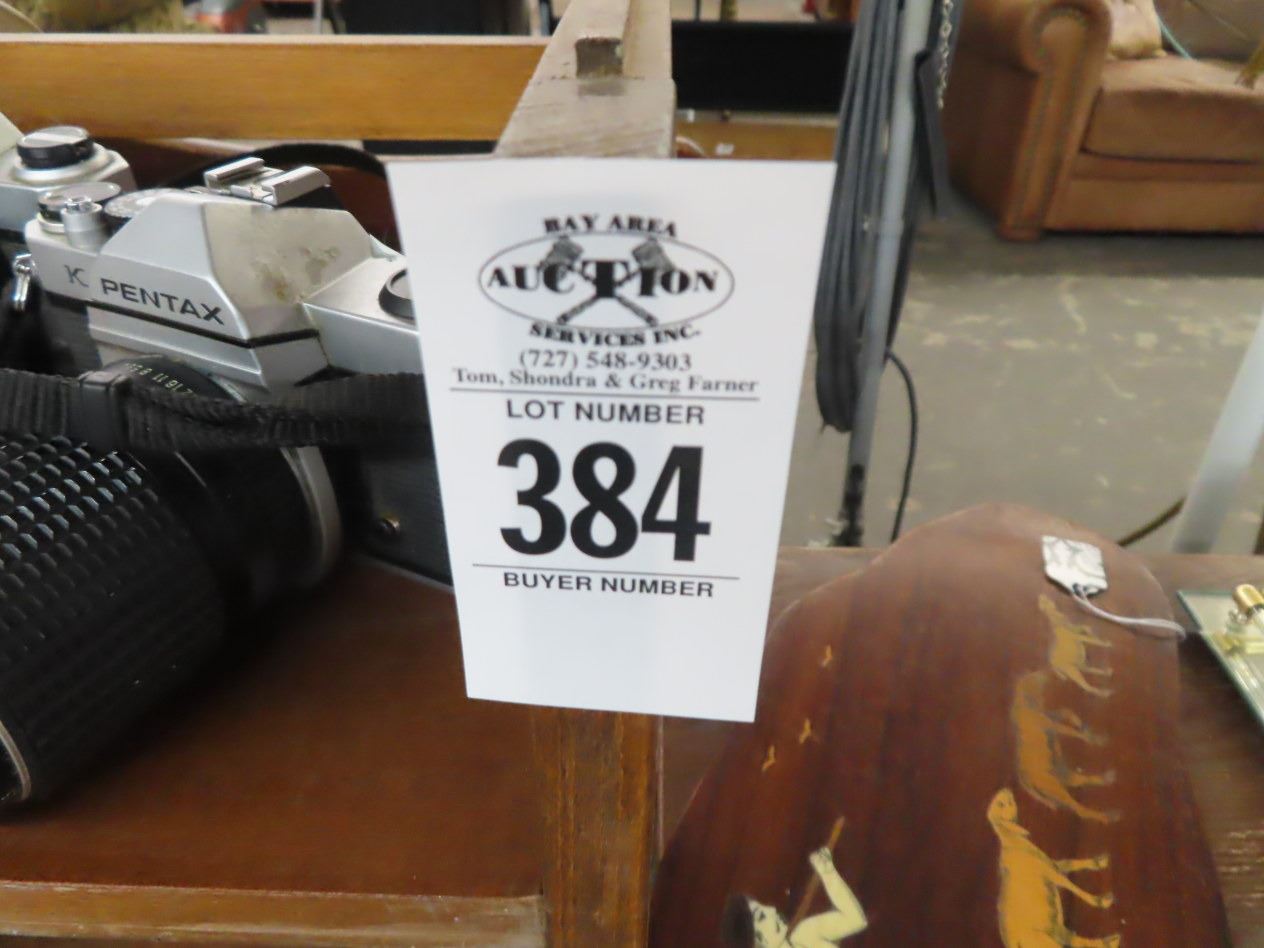 K
PENTAX
BAY AREA
AUCTION
SERVICES INC.
(727) 548-9303
Tom, Shondra & Greg Farner
LOT NUMBER
384
BUYER NUMBER